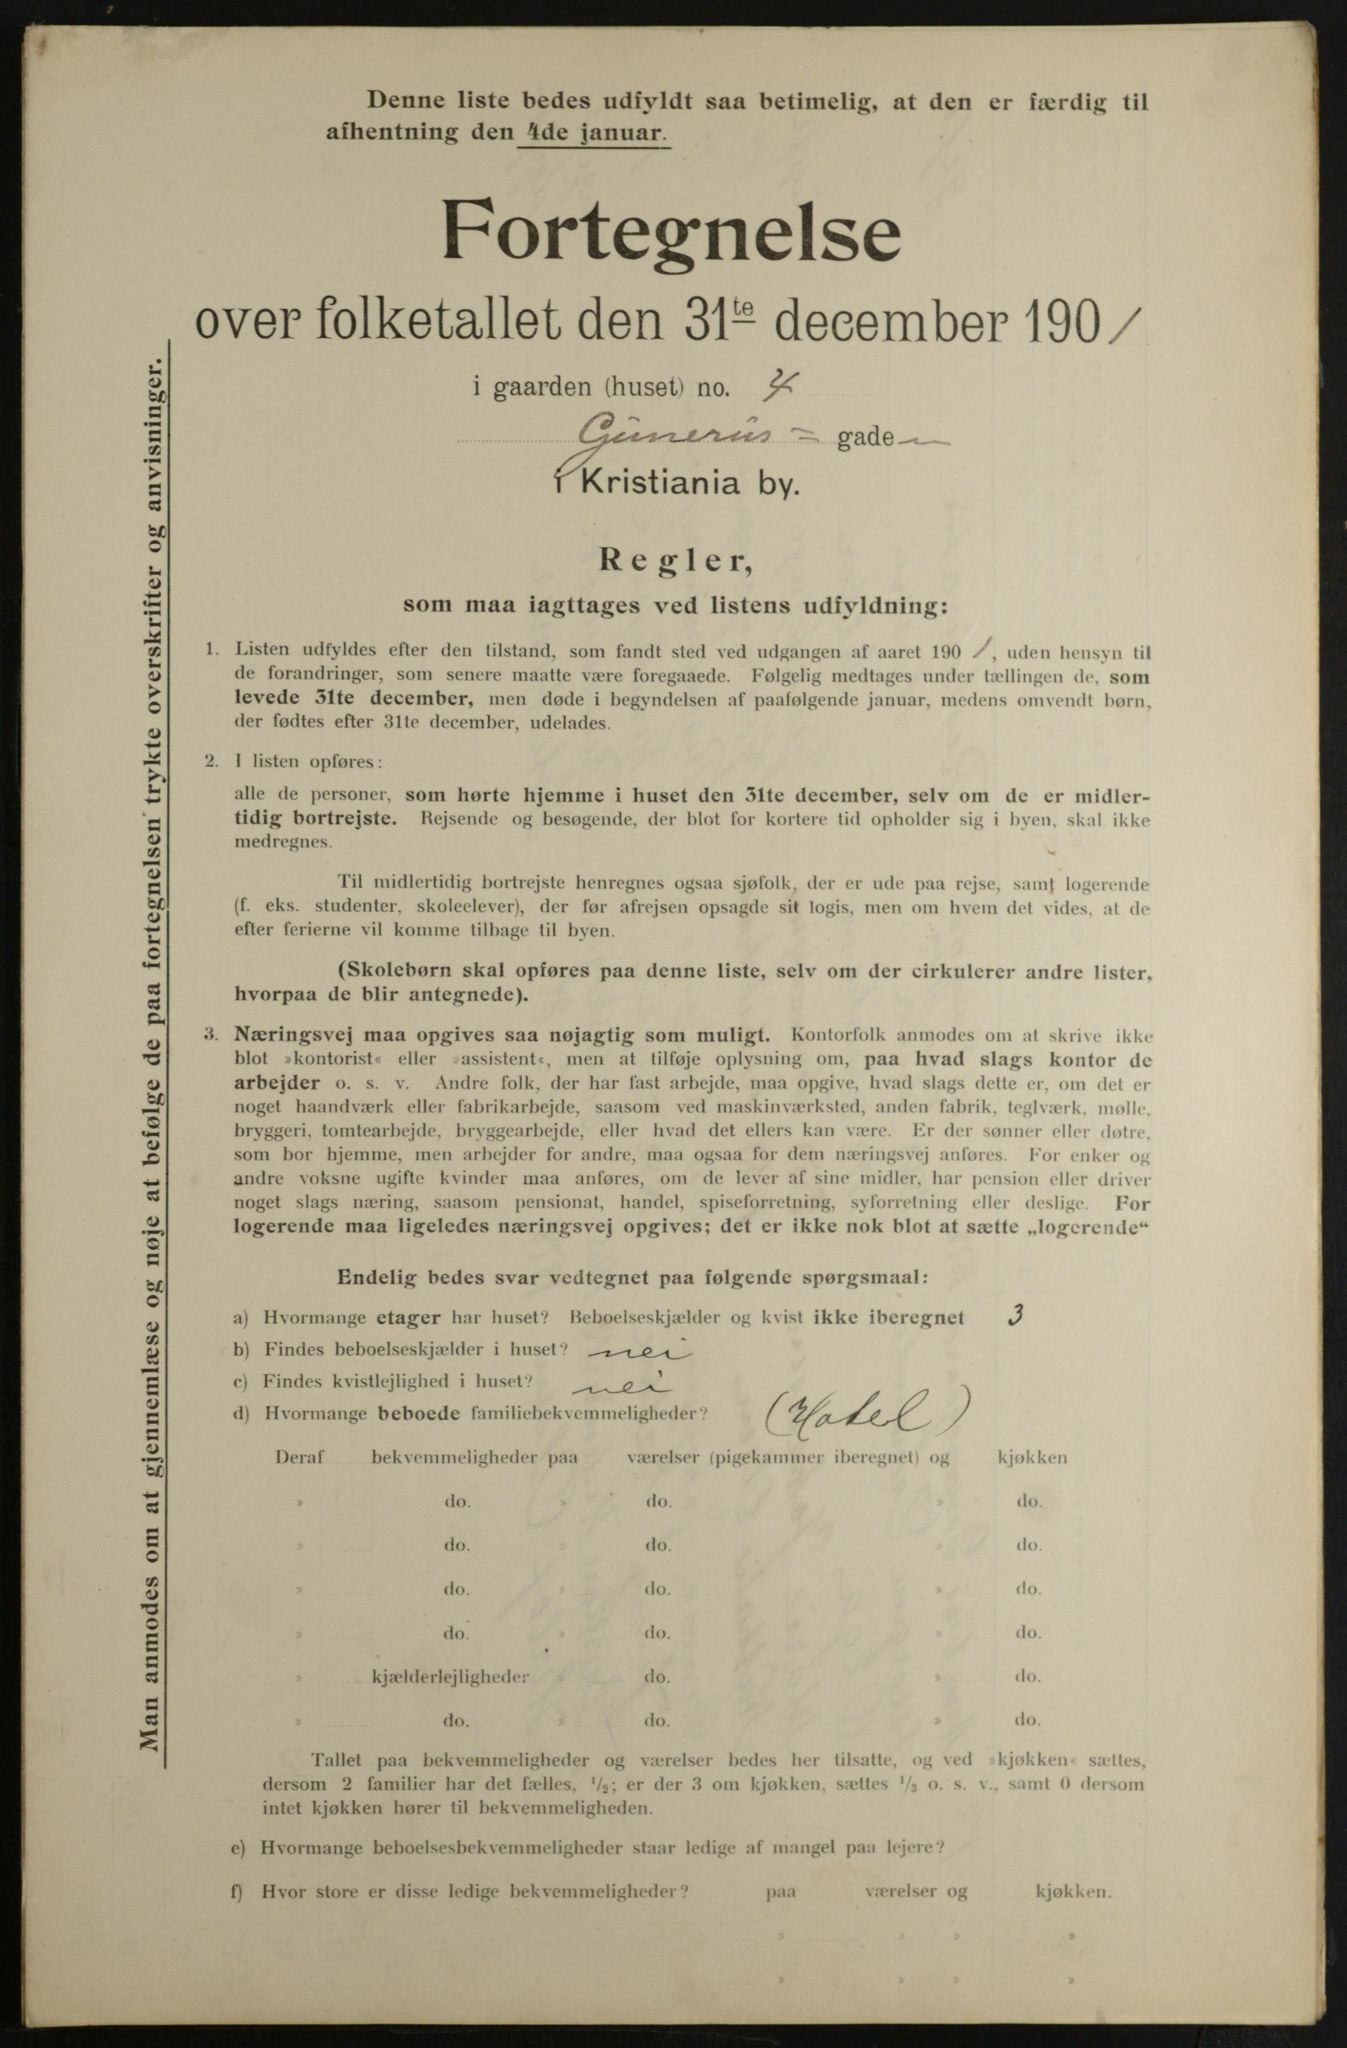 Denne liste bedes udfyldt saa betimelig, at den er færdig til
afhentning den 4de januar.
Fortegnelse
over folketallet den 31te december 1901
i gaarden (huset) no. 4
Gunerius = gade
i Kristiania by.
Regler,
som maa iagttages ved listens udfyldning:
1. Listen udfyldes efter den tilstand, som fandt sted ved udgangen af aaret 190 1, uden hensyn til
de forandringer, som senere maatte være foregaaede. Følgelig medtages under tællingen de, som
levede 31te december, men døde i begyndelsen af paafølgende januar, medens omvendt børn,
der fødtes efter 31te december, udelades.
2. I listen opføres:
alle de personer, som hørte hjemme i huset den 31te december, selv om de er midler-
tidig bortrejste. Rejsende og besøgende, der blot for kortere tid opholder sig i byen, skal ikke
medregnes.
Til midlertidig bortrejste henregnes ogsaa sjøfolk, der er ude paa rejse, samt logerende
(f. eks. studenter, skoleelever), der før afrejsen opsagde sit logis, men om hvem det vides, at de
efter ferierne vil komme tilbage til byen.
(Skolebørn skal opføres paa denne liste, selv om der cirkulerer andre lister,
hvorpaa de blir antegnede).
3. Næringsvej maa opgives saa nøjagtig som muligt. Kontorfolk anmodes om at skrive ikke
blot »kontorist« eller »assistent«, men at tilføje oplysning om, paa hvad slags kontor de
arbejder o. s. v. Andre folk, der har fast arbejde, maa opgive, hvad slags dette er, om det er
noget haandværk eller fabrikarbejde, saasom ved maskinværksted, anden fabrik, teglværk, mølle,
bryggeri, tomtearbejde, bryggearbejde, eller hvad det ellers kan være. Er der sønner eller døtre,
som bor hjemme, men arbejder for andre, maa ogsaa for dem næringsvej anføres. For enker og
andre voksne ugifte kvinder maa anføres, om de lever af sine midler, har pension eller driver
noget slags næring, saasom pensionat, handel, spiseforretning, syforretning eller deslige. For
logerende maa ligeledes næringsvej opgives; det er ikke nok blot at sætte „logerende“
Endelig bedes svar vedtegnet paa følgende spørgsmaal:
a) Hvormange etager har huset? Beboelseskjælder og kvist ikke iberegnet 3
b) Findes beboelseskjælder i huset? nei
c) Findes kvistlejlighed i huset? nei
d) Hvormange beboede familiebekvemmeligheder? (Hotel)
Deraf bekvemmeligheder paa værelser (pigekammer iberegnet) og kjøkken
» do. » do. » do.
» do. » do. » do.
» do. » do. » do.
» do. » do. » do.
» kjælderlejligheder » do. » do.
» do. » do. » do.
Tallet paa bekvemmeligheder og værelser bedes her tilsatte, og ved »kjøkken« sættes,
dersom 2 familier har det fælles, 1/2; er der 3 om kjøkken, sættes 1/3 o. s. v., samt 0 dersom
intet kjøkken hører til bekvemmeligheden.
e) Hvormange beboelsesbekvemmeligheder staar ledige af mangel paa lejere?
f) Hvor store er disse ledige bekvemmeligheder? paa værelser og kjøkken.
» » » »
» » » »
Man anmodes om at gjennemlæse og nøje at befølge de paa fortegnelsen trykte overskrifter og anvisninger.